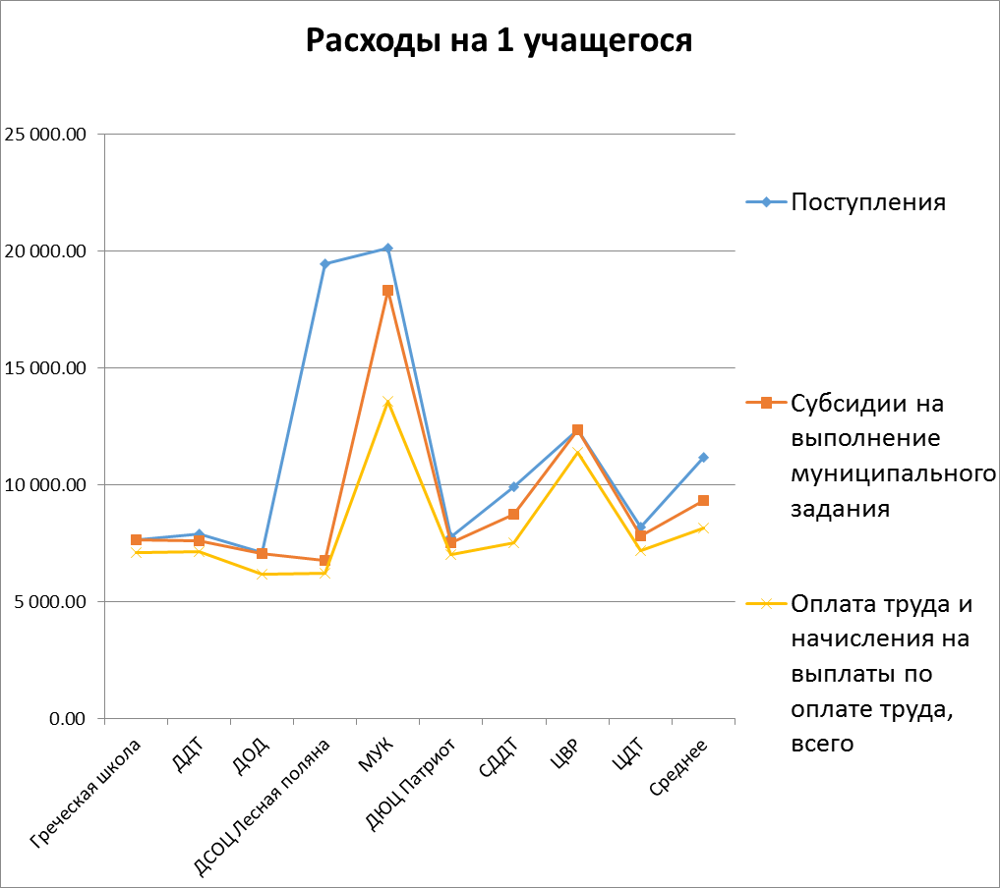 Расходы на 1 учащегося
25 000.00
20 000.00
15 000.00
10 000.00
5 000.00
0.00
Греческая школа
ДДТ
ДОД
ДСОЦ Лесная поляна
МУК
ДЮЦ Патриот
СДДТ
ЦВР
ЦДТ
Среднее
Поступления
Субсидии на
выполнение
муниципального
задания
Оплата труда и
начисления на
выплаты по
оплате труда,
всего